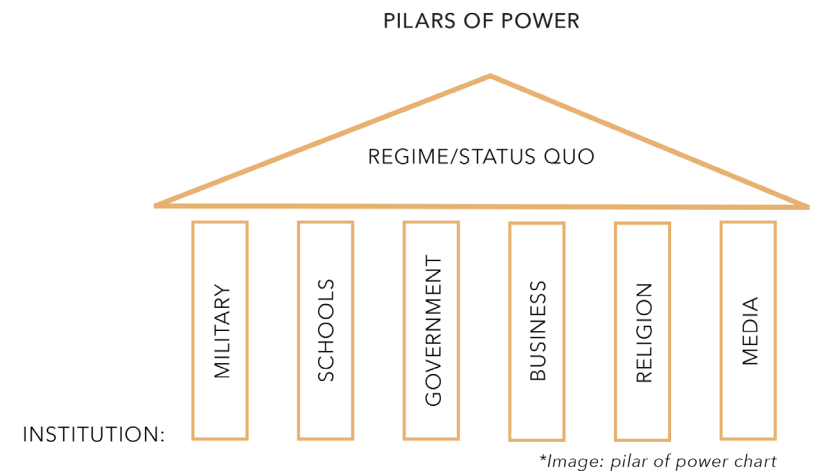 PILARS OF POWER
REGIME/STATUS QUO
MILITARY
SCHOOLS
GOVERNMENT
BUSINESS
RELIGION
MEDIA
INSTITUTION:
*Image: pilar of power chart